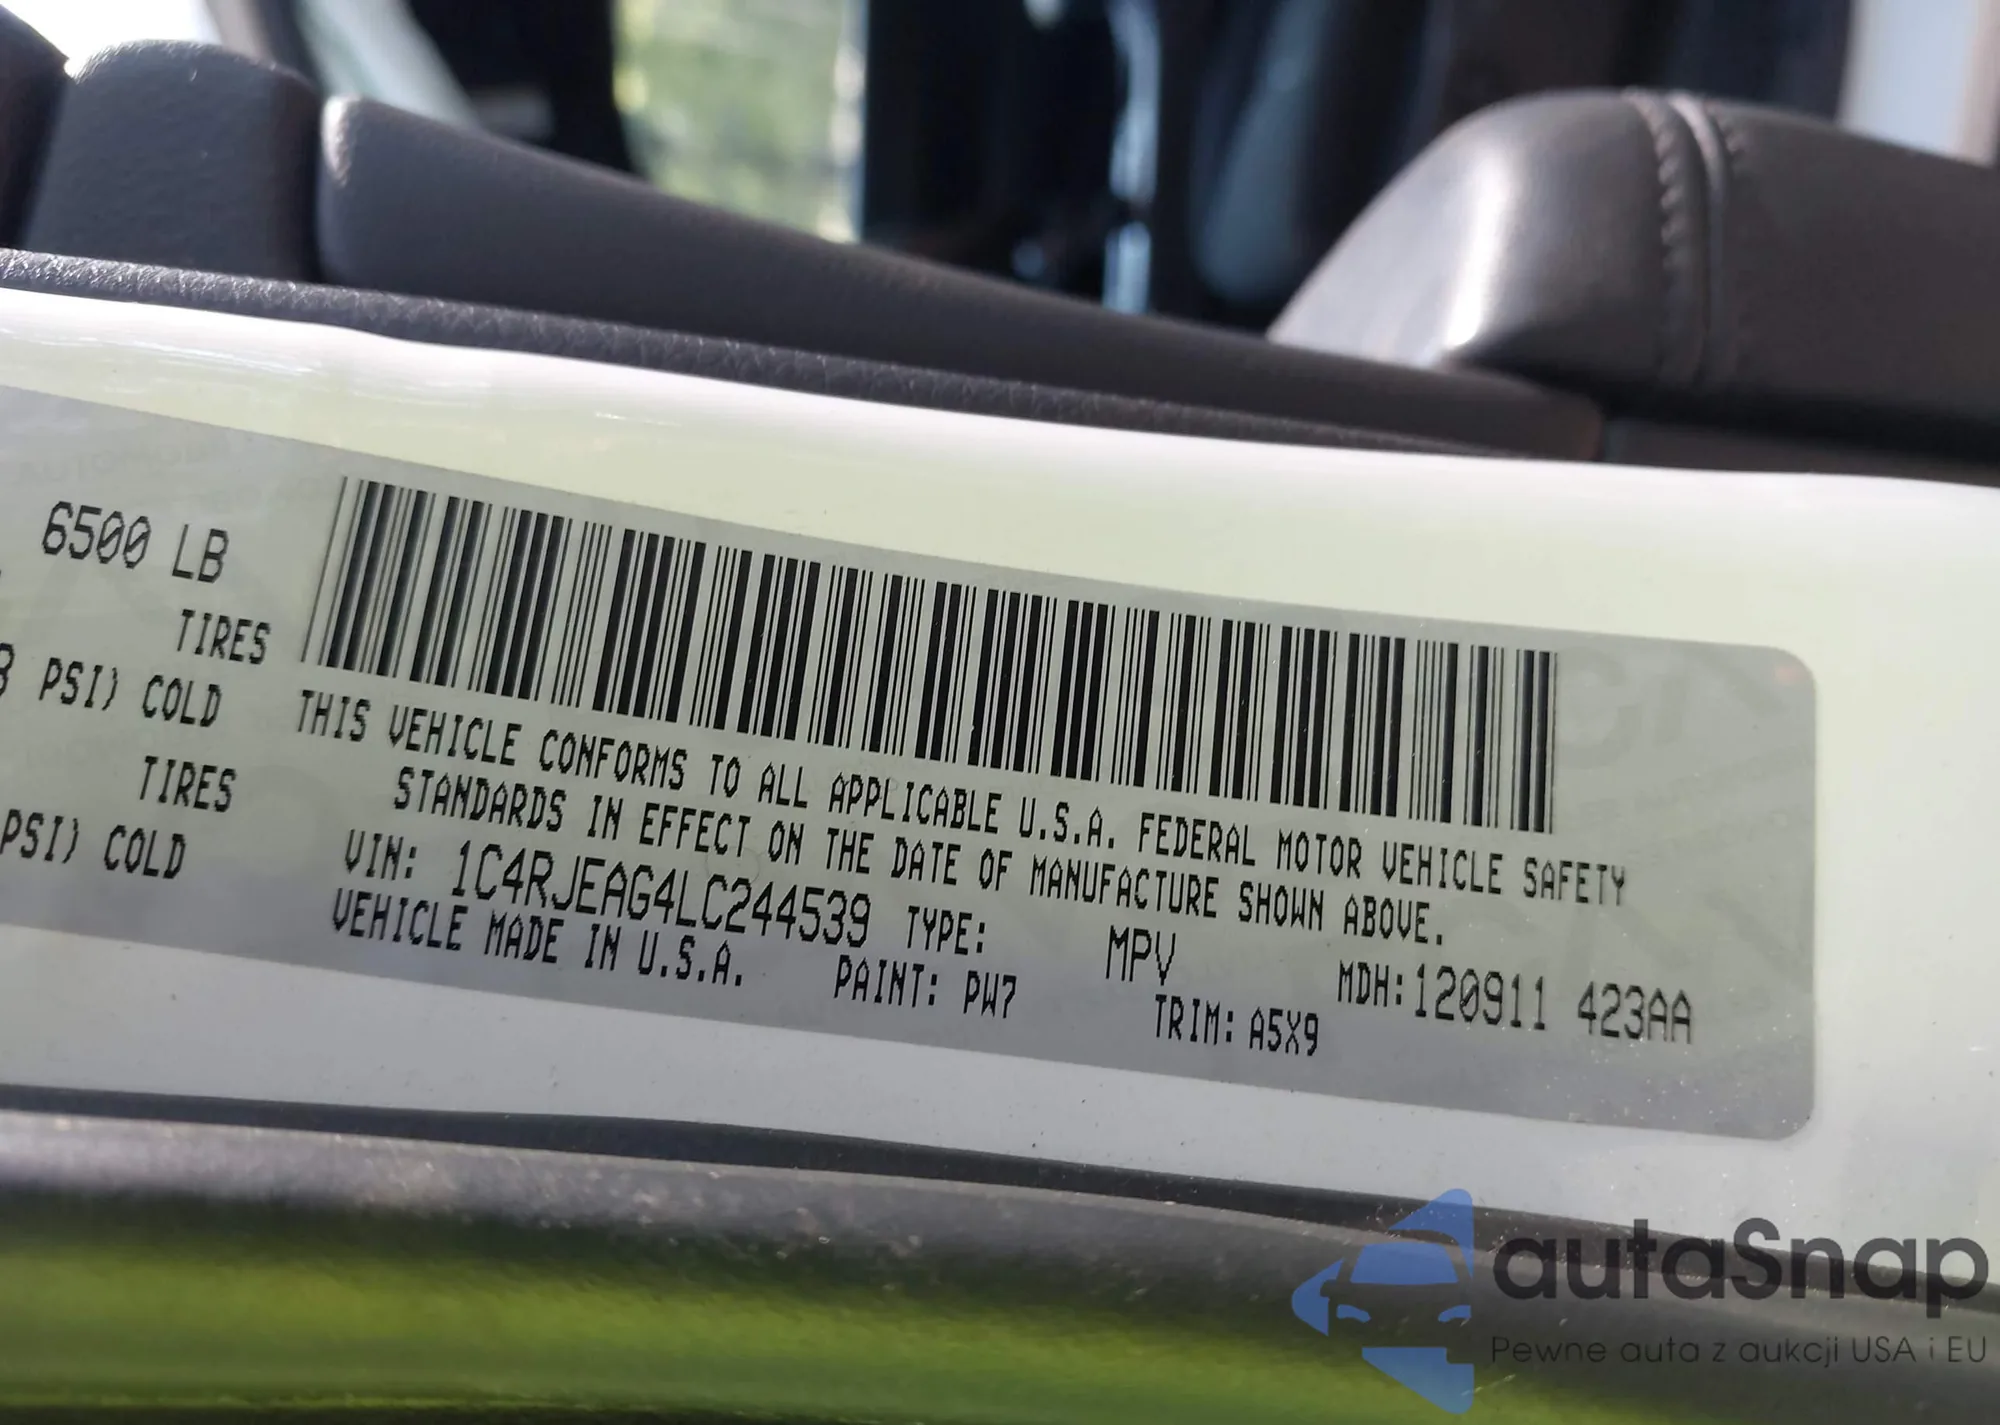 6500 LB
TIRES
PSI) COLD
TIRES
PSI) COLD
THIS VEHICLE CONFORMS TO ALL APPLICABLE U.S.A. FEDERAL MOTOR VEHICLE SAFETY
STANDARDS IN EFFECT ON THE DATE OF MANUFACTURE SHOWN ABOVE.
VIN: 1C4RJEAG4LC244539 TYPE: MPV MDH:120911 423AA
VEHICLE MADE IN U.S.A. PAINT: PW7 TRIM: A5X9
autaSnap
Pewne auta z aukcji USA i EU